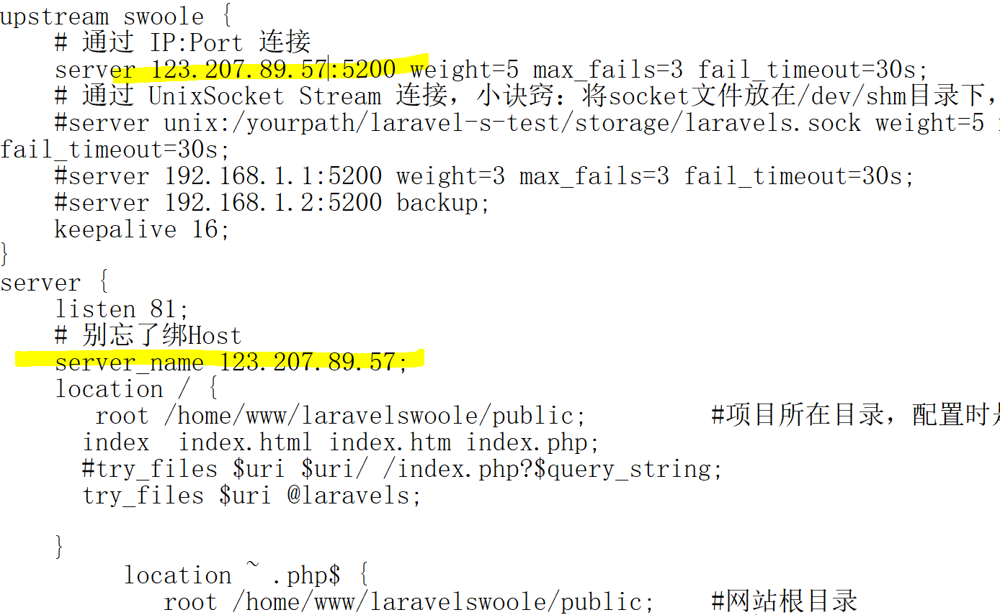 upstream swoole {
# 通过 IP:Port 连接
server 123.207.89.57:5200 weight=5 max_fails=3 fail_timeout=30s;
# 通过 UnixSocket Stream 连接，小诀窍：将socket文件放在/dev/shm目录下，
#server unix:/yourpath/laravel-s-test/storage/laravels.sock weight=5
fail_timeout=30s;
#server 192.168.1.1:5200 weight=3 max_fails=3 fail_timeout=30s;
#server 192.168.1.2:5200 backup;
keepalive 16;
}
server {
listen 81;
# 别忘了绑Host
server_name 123.207.89.57;
location / {
root /home/www/laravelswoole/public; #项目所在目录，配置时
index index.html index.htm index.php;
#try_files $uri $uri/ /index.php?$query_string;
try_files $uri @laravels;
}
location ~ .php$ {
root /home/www/laravelswoole/public; #网站根目录